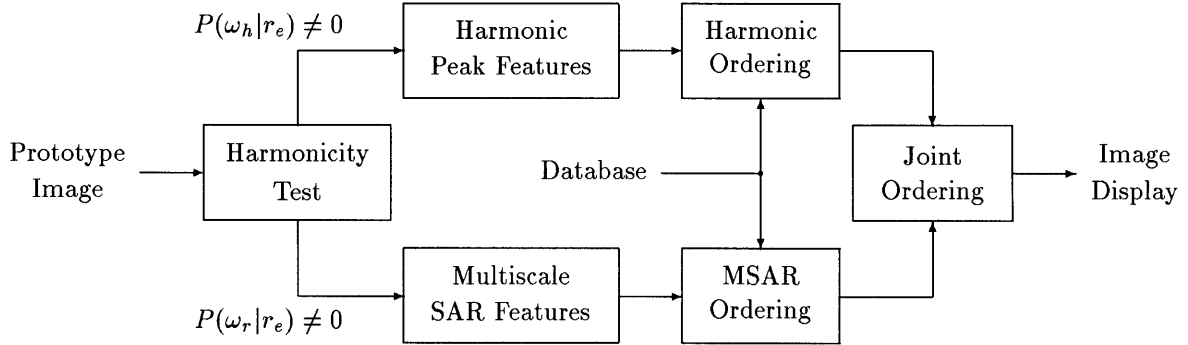 P(ω_h|r_e) ≠ 0
Harmonic
Peak Features
Harmonic
Ordering
Prototype
Image
Harmonicity
Test
Database
Joint
Ordering
Image
Display
P(ω_r|r_e) ≠ 0
Multiscale
SAR Features
MSAR
Ordering